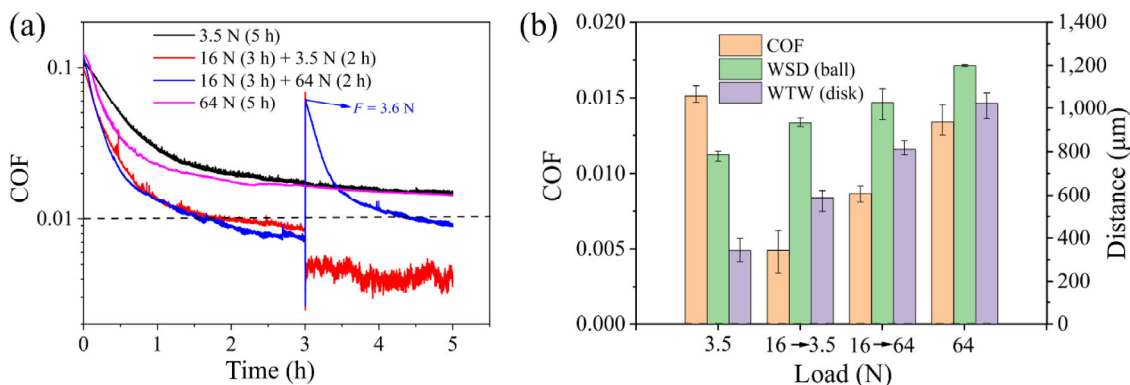 (a)
3.5 N (5 h)
16 N (3 h) + 3.5 N (2 h)
16 N (3 h) + 64 N (2 h)
64 N (5 h)
F = 3.6 N
0.1
0.01
COF
0 1 2 3 4 5
Time (h)
(b)
COF
WSD (ball)
WTW (disk)
0.020
0.015
0.010
0.005
0.000
COF
1,400
1,200
1,000
800
600
400
200
0
Distance (μm)
3.5 16→3.5 16→64 64
Load (N)